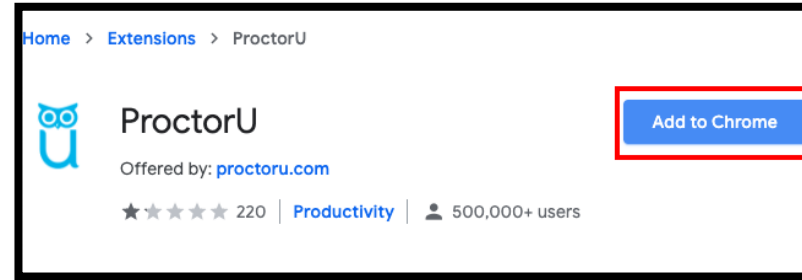 Home > Extensions > ProctorU
ProctorU
Add to Chrome
Offered by: proctoru.com
220 | Productivity | 500,000+ users